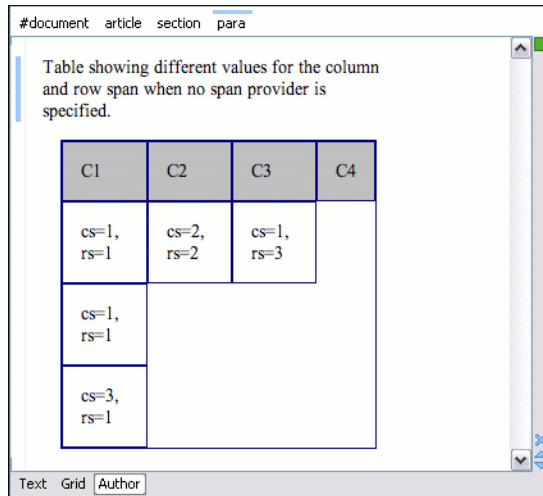 #document article section para
Table showing different values for the column
and row span when no span provider is
specified.
C1 C2 C3 C4
cs=1, cs=2, cs=1,
rs=1 rs=2 rs=3
cs=1,
rs=1
cs=3,
rs=1
Text Grid Author